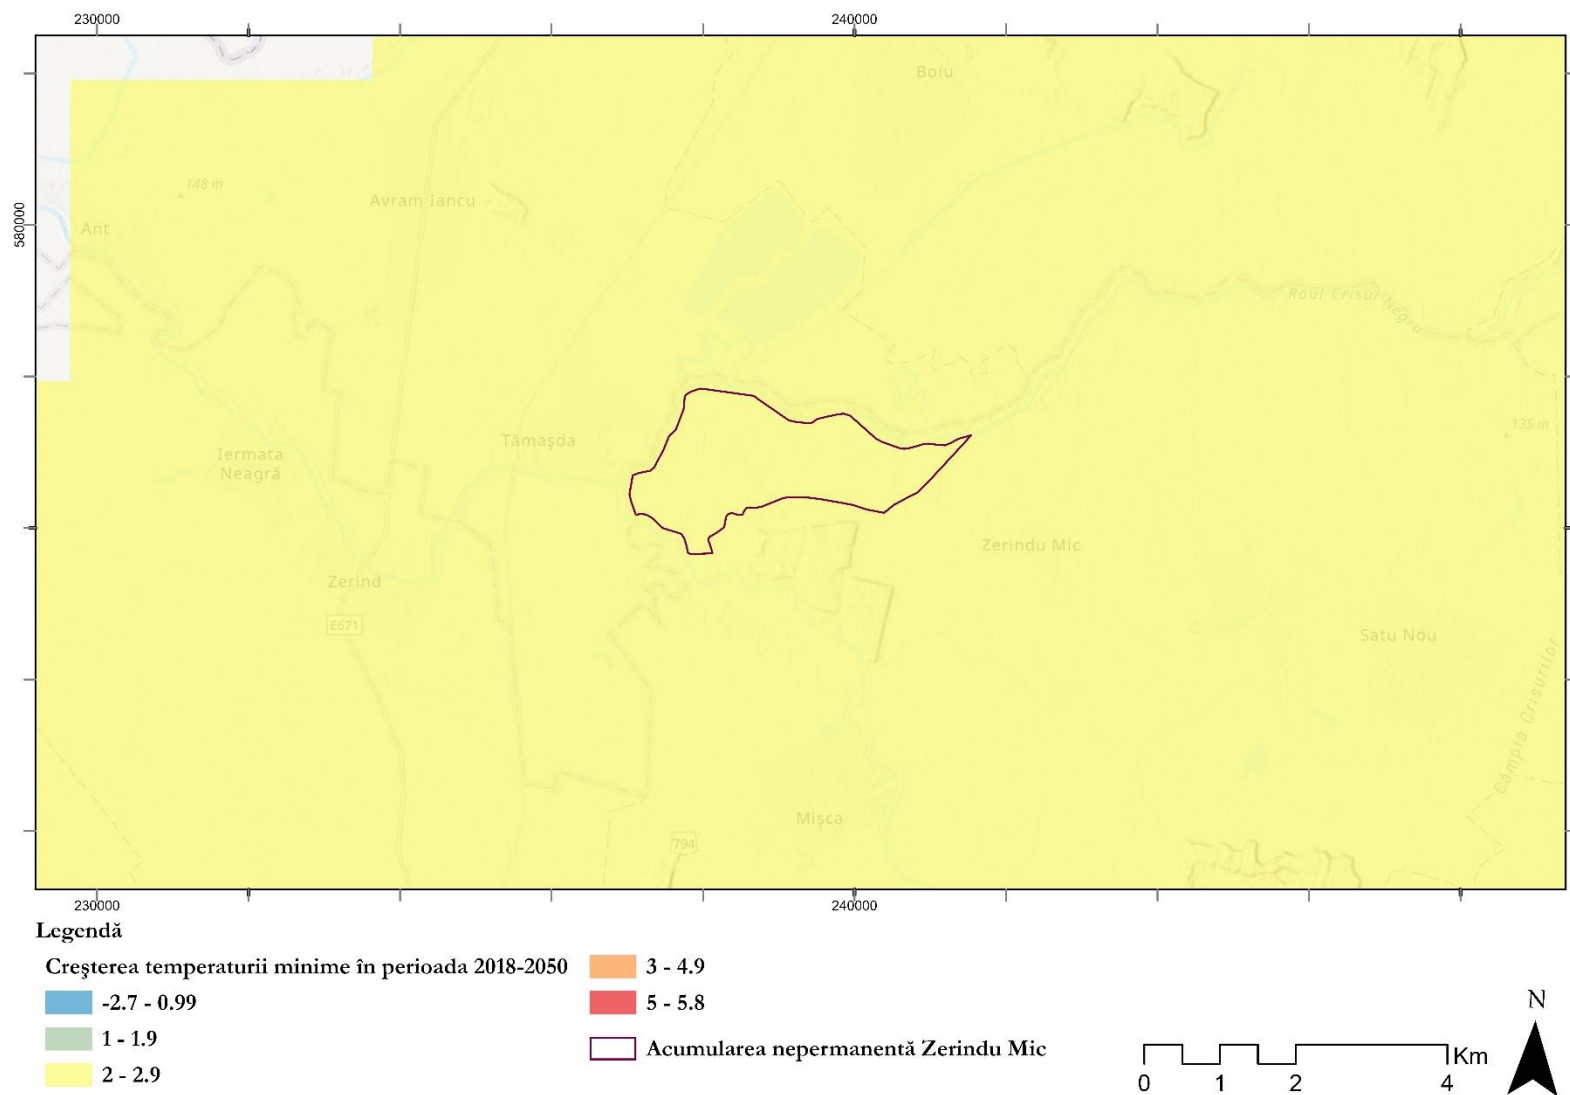 230000
240000
Boiu
148 m
Avram Iancu
580000
Ant
Raul Crisul Negru
135 m
Tămașda
Iermata
Neagră
Zerindu Mic
Zerind
E671
Satu Nou
Câmpia Crisurilor
Mișca
794
230000
240000
Legendă
Creşterea temperaturii minime în perioada 2018-2050
-2.7 - 0.99
1 - 1.9
2 - 2.9
3 - 4.9
5 - 5.8
Acumularea nepermanentă Zerindu Mic
N
Km
0 1 2 4